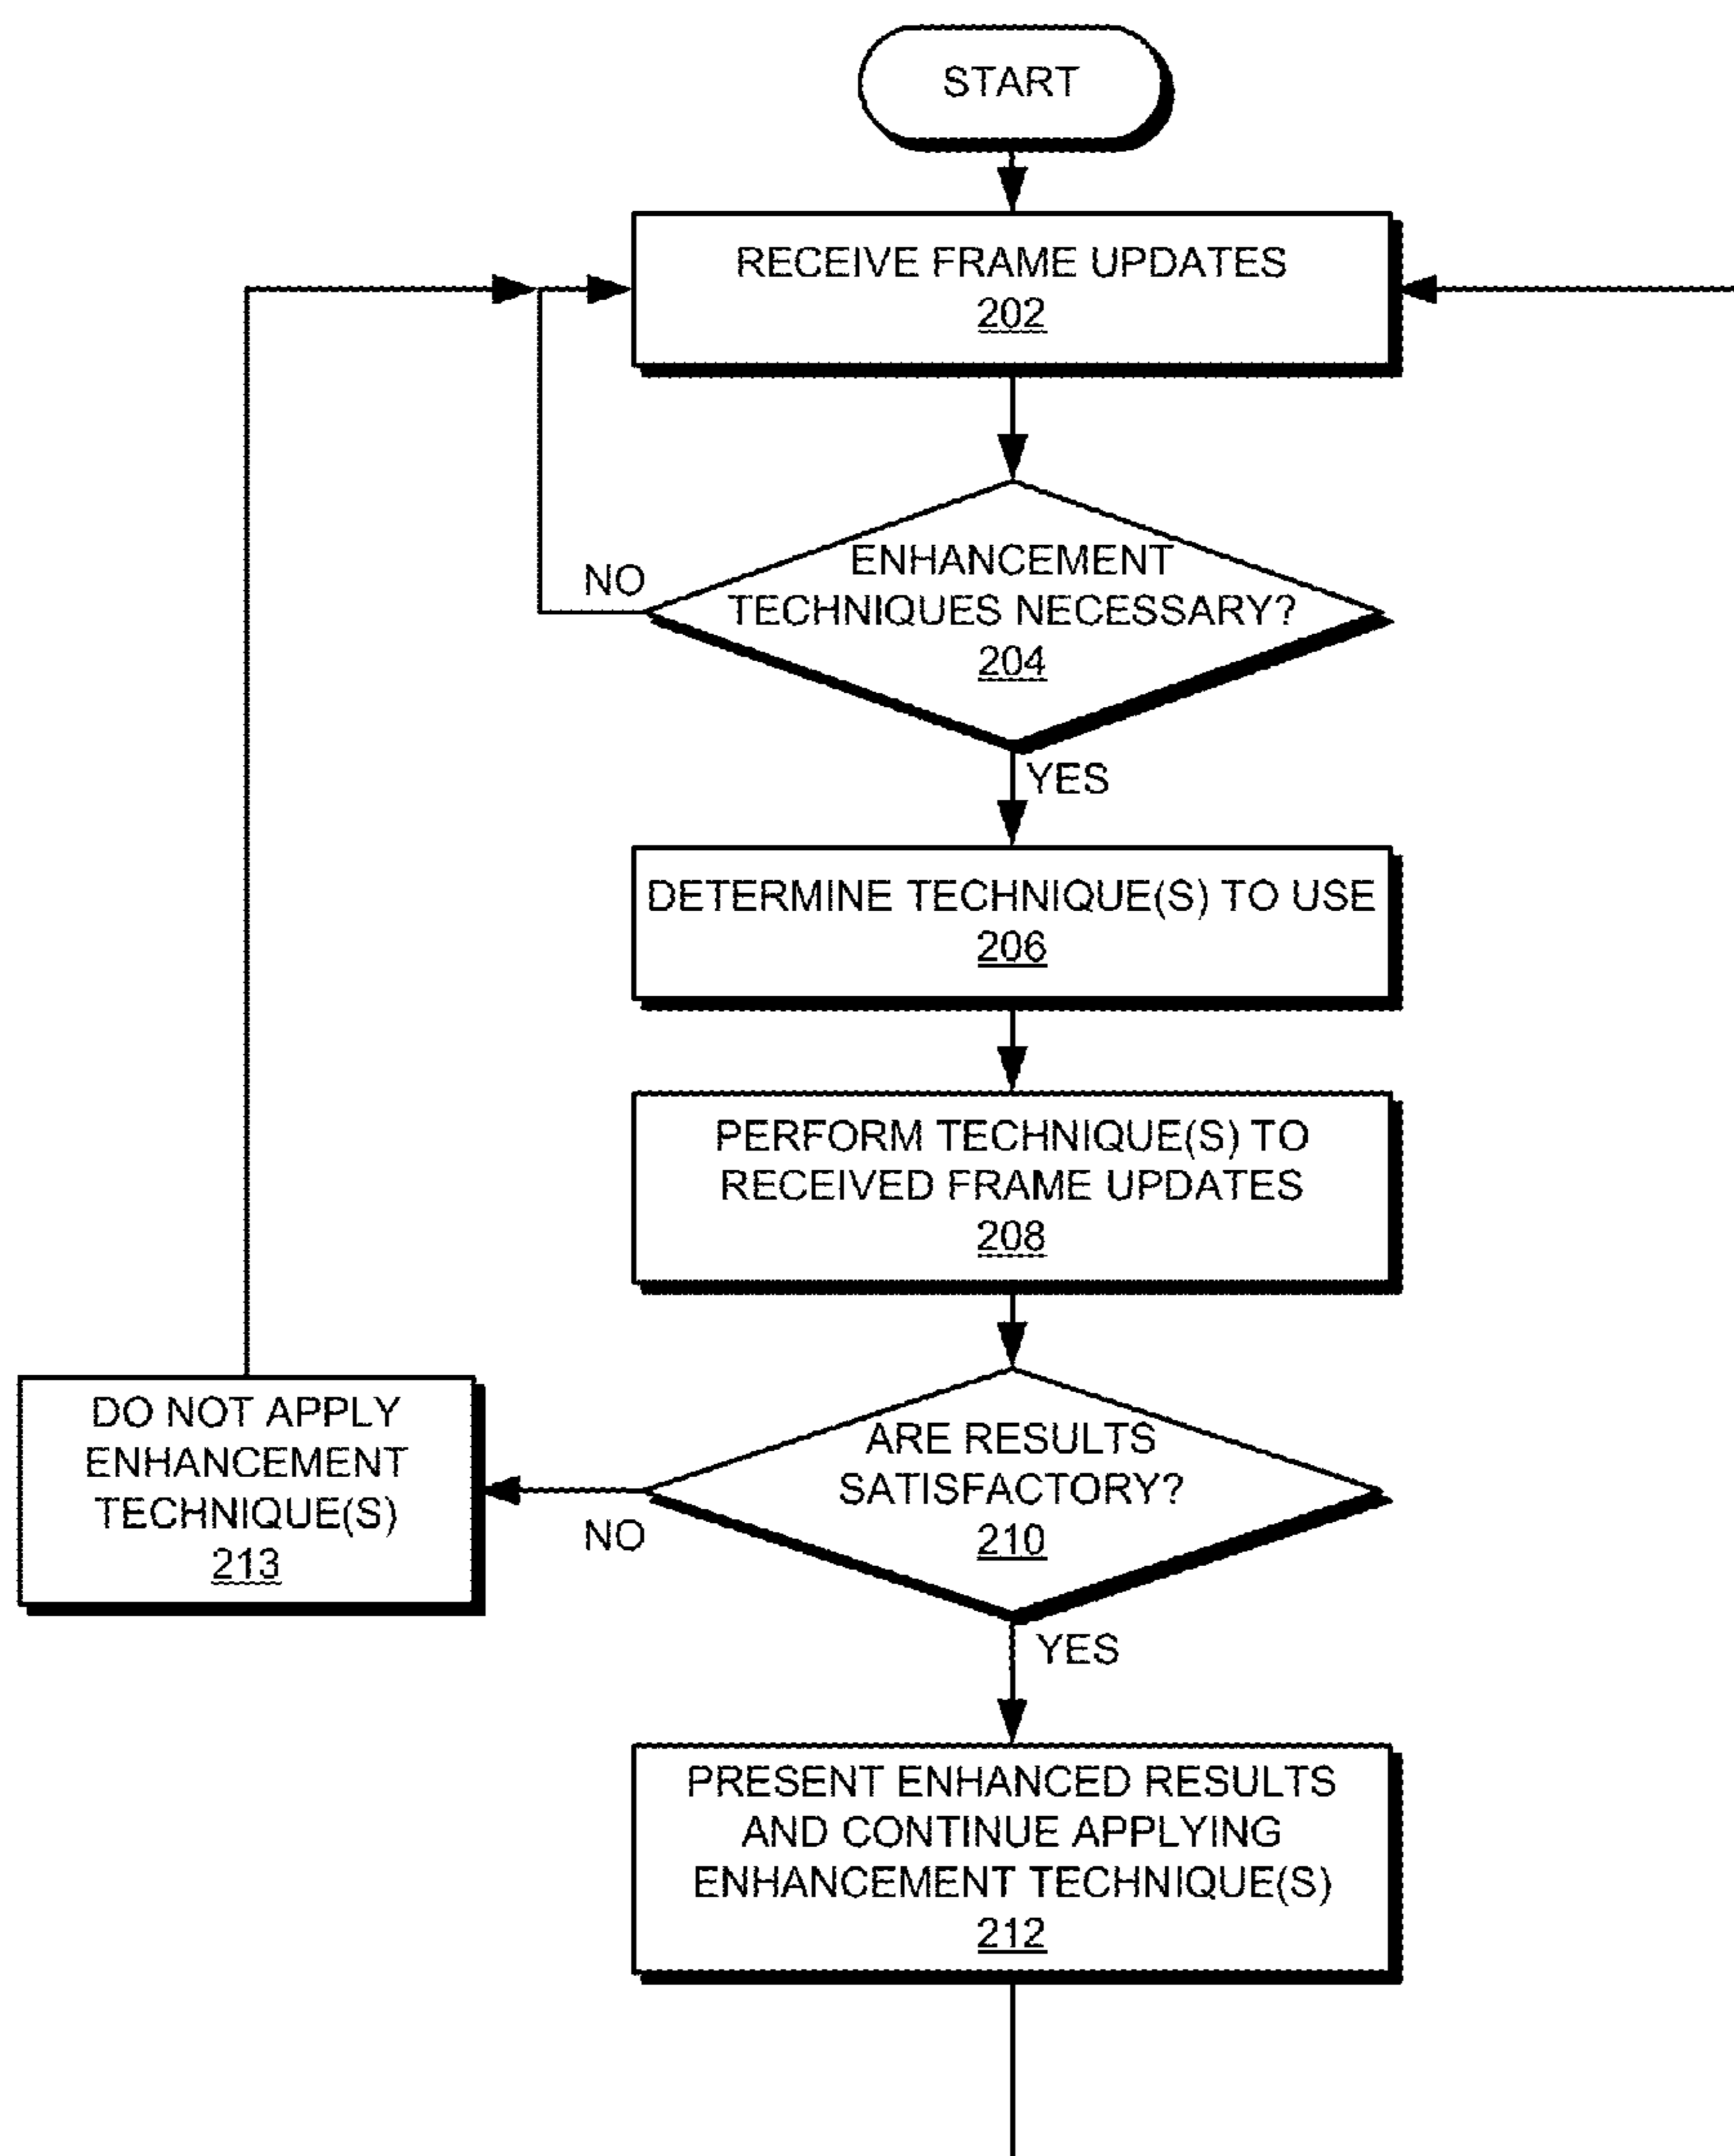 START
RECEIVE FRAME UPDATES
202
ENHANCEMENT
TECHNIQUES NECESSARY?
204
NO
YES
DETERMINE TECHNIQUE(S) TO USE
206
PERFORM TECHNIQUE(S) TO
RECEIVED FRAME UPDATES
208
ARE RESULTS
SATISFACTORY?
210
NO
DO NOT APPLY
ENHANCEMENT
TECHNIQUE(S)
213
YES
PRESENT ENHANCED RESULTS
AND CONTINUE APPLYING
ENHANCEMENT TECHNIQUE(S)
212